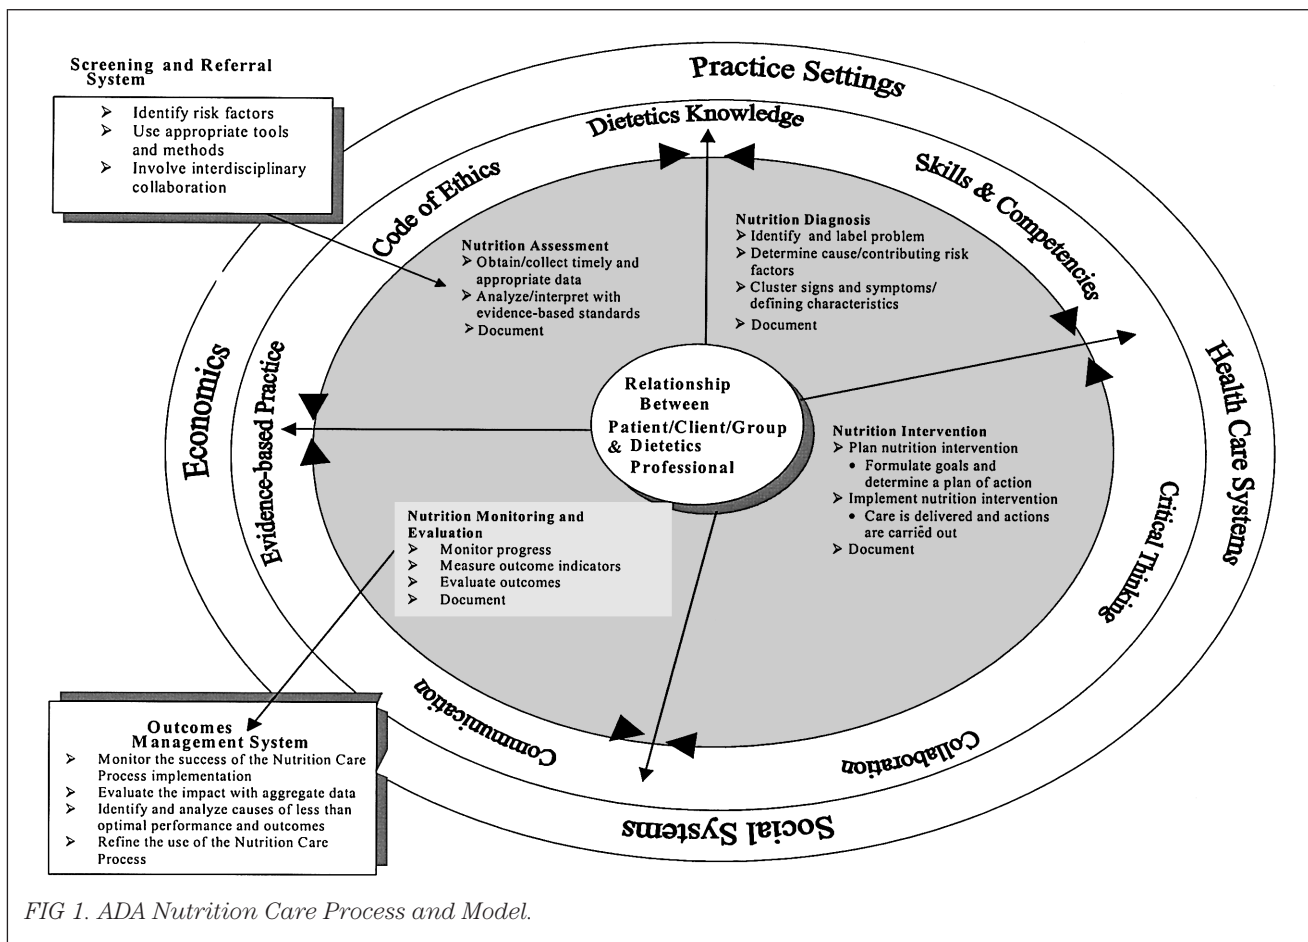 Screening and Referral
System
➢ Identify risk factors
➢ Use appropriate tools
and methods
➢ Involve interdisciplinary
collaboration
Practice Settings
Dietetics Knowledge
Code of Ethics
Skills & Competencies
Economics
Evidence-based Practice
Health Care Systems
Critical Thinking
Nutrition Assessment
➢ Obtain/collect timely and
appropriate data
➢ Analyze/interpret with
evidence-based standards
➢ Document
Nutrition Diagnosis
➢ Identify and label problem
➢ Determine cause/contributing risk
factors
➢ Cluster signs and symptoms/
defining characteristics
➢ Document
Relationship
Between
Patient/Client/Group
& Dietetics
Professional
Nutrition Intervention
➢ Plan nutrition intervention
• Formulate goals and
determine a plan of action
➢ Implement nutrition intervention
• Care is delivered and actions
are carried out
➢ Document
Nutrition Monitoring and
Evaluation
➢ Monitor progress
➢ Measure outcome indicators
➢ Evaluate outcomes
➢ Document
Communication
Collaboration
Social Systems
Outcomes
Management System
➢ Monitor the success of the Nutrition Care
Process implementation
➢ Evaluate the impact with aggregate data
➢ Identify and analyze causes of less than
optimal performance and outcomes
➢ Refine the use of the Nutrition Care
Process
FIG 1. ADA Nutrition Care Process and Model.